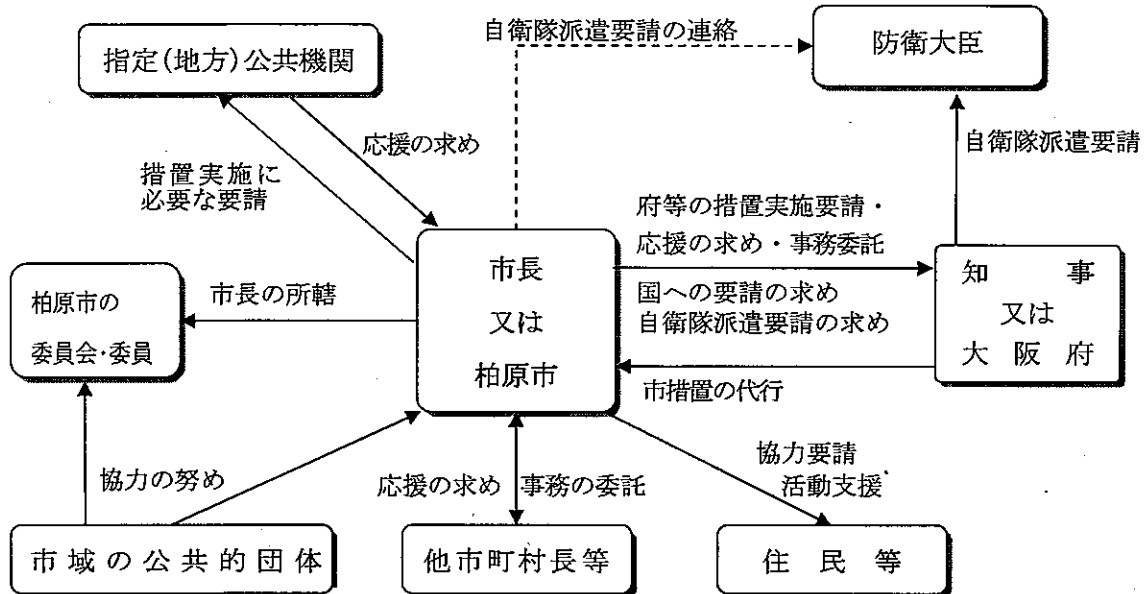 自衛隊派遣要請の連絡
指定(地方)公共機関
防衛大臣
応援の求め
自衛隊派遣要請
措置実施に
必要な要請
府等の措置実施要請・
応援の求め・事務委託
市長
又は
柏原市
知事
又は
大阪府
柏原市の
委員会・委員
市長の所轄
国への要請の求め
自衛隊派遣要請の求め
市措置の代行
協力の努め
応援の求め
事務の委託
協力要請
活動支援
市域の公共的団体
他市町村長等
住民等